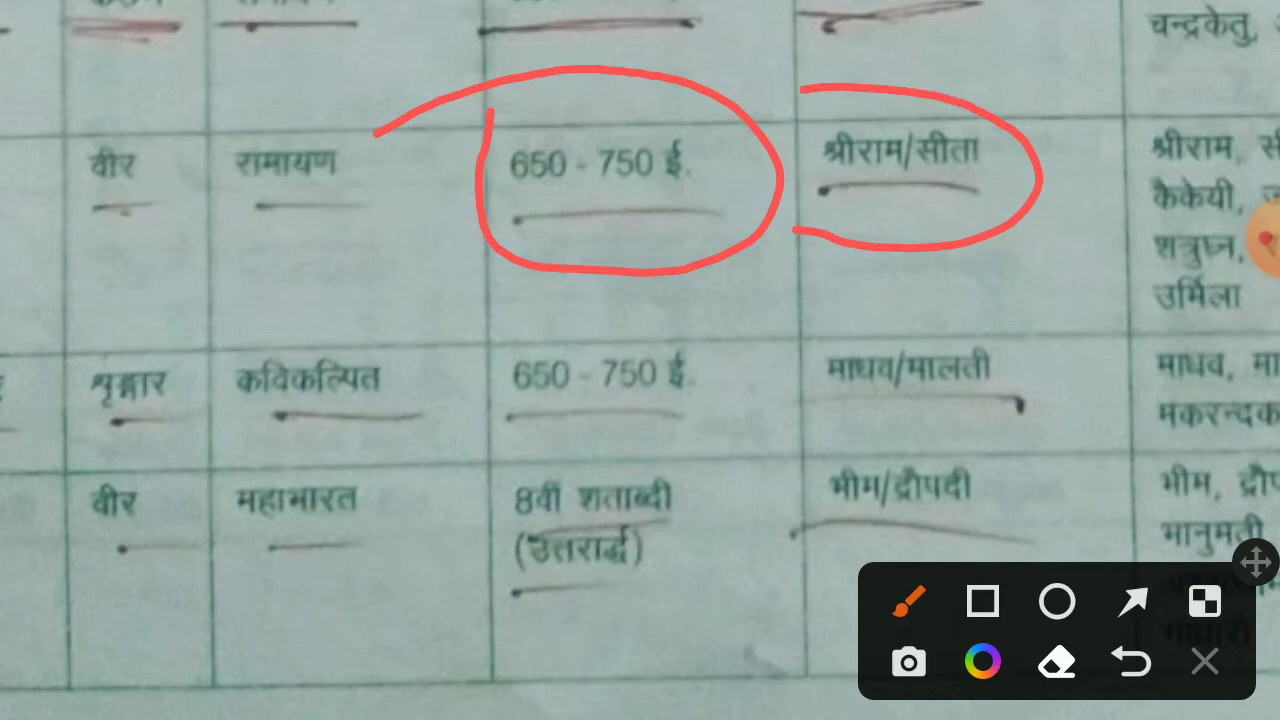 चन्द्रकेतु,
वीर रामायण 650 - 750 ई. श्रीराम/सीता श्रीराम,
कैकेयी,
शत्रुघ्न,
उर्मिला
शृङ्गार कविकल्पित 650 - 750 ई. माधव/मालती माधव,
मकरन्दक
वीर महाभारत 8वीं शताब्दी भीम/द्रौपदी भीम,
(उत्तरार्द्ध) भानुमती